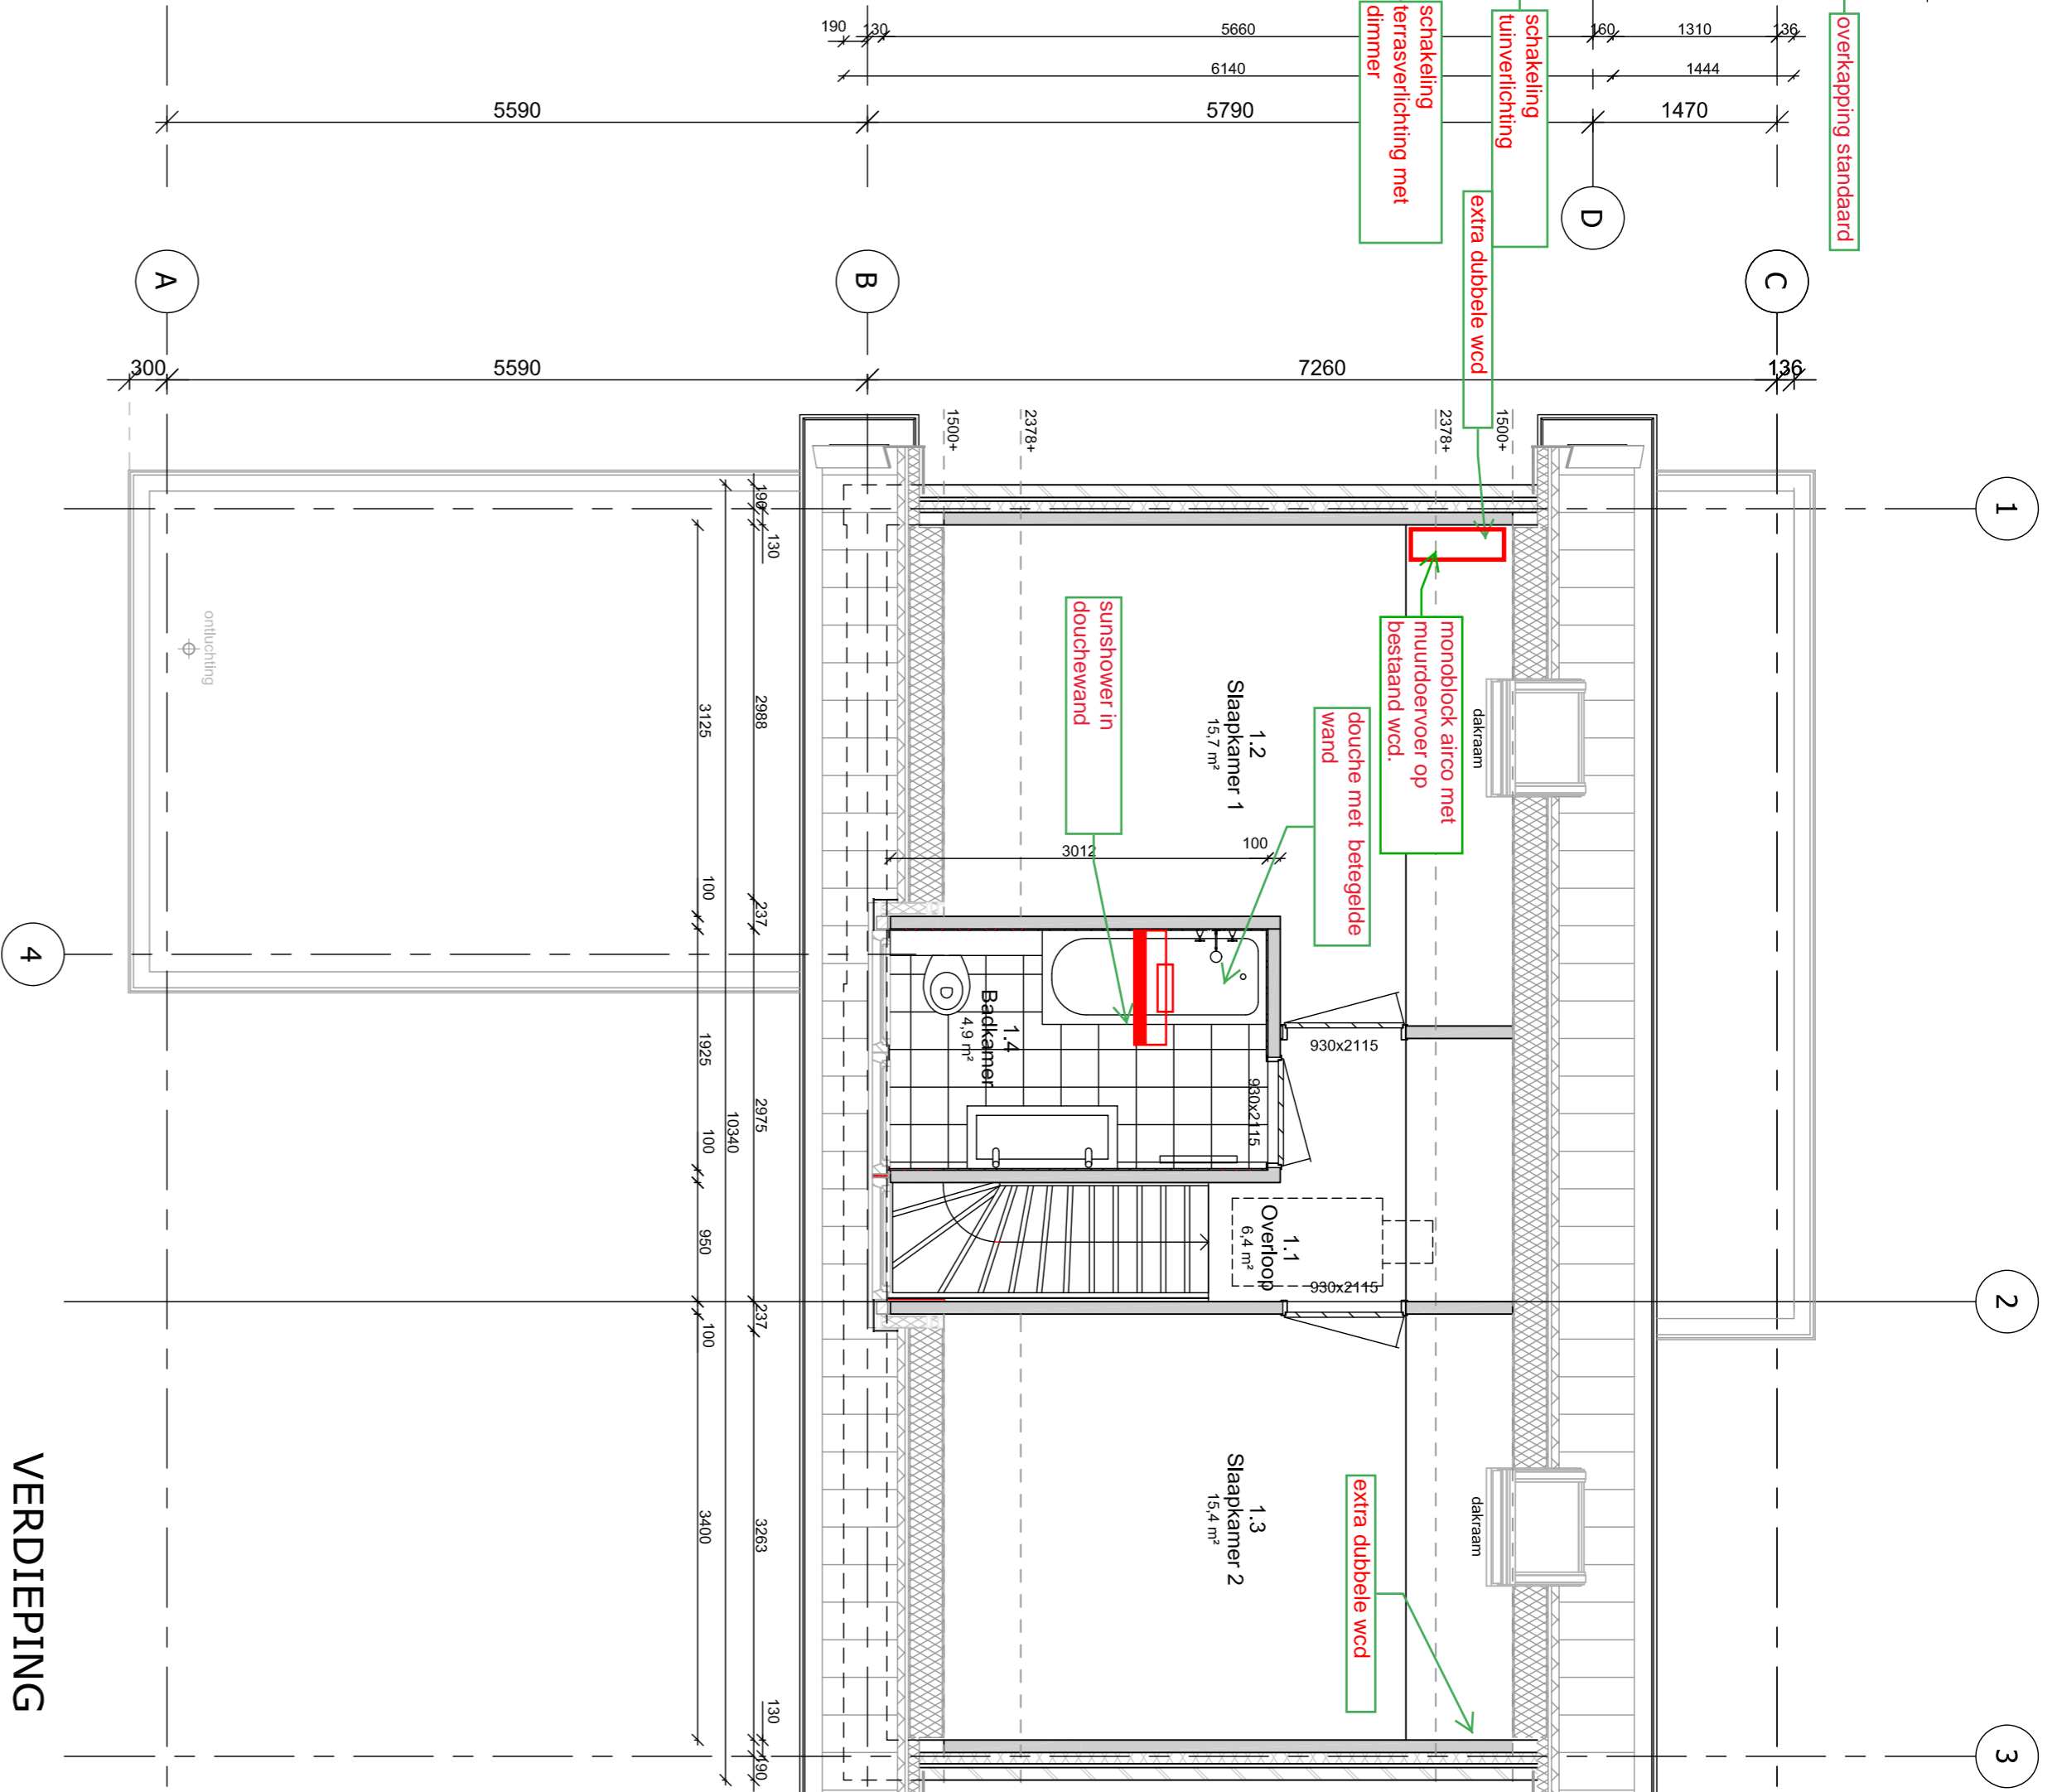 190
130
5660
160
1310
136
6140
1444
5590
5790
1470
schakeling
terrasverlichting met
dimmer
schakeling
tuinverlichting
overkapping standaard
extra dubbele wcd
D
A
B
C
300
5590
7260
136
1500+
2378+
2378+
1500+
1
190
130
ontluchting
2988
3125
sunshower in
douchewand
1.2
Slaapkamer 1
15,7 m²
monoblock airco met
muurdoervoer op
bestaand wcd.
dakraam
douche met betegelde
wand
3012
100
100
237
4
1.4
Badkamer
4,9 m²
930x2115
930x2115
1925
2975
10340
100
950
1.1
Overloop
6,4 m²
930x2115
2
237
100
1.3
Slaapkamer 2
15,4 m²
dakraam
extra dubbele wcd
3400
3263
130
190
3
VERDIEPING